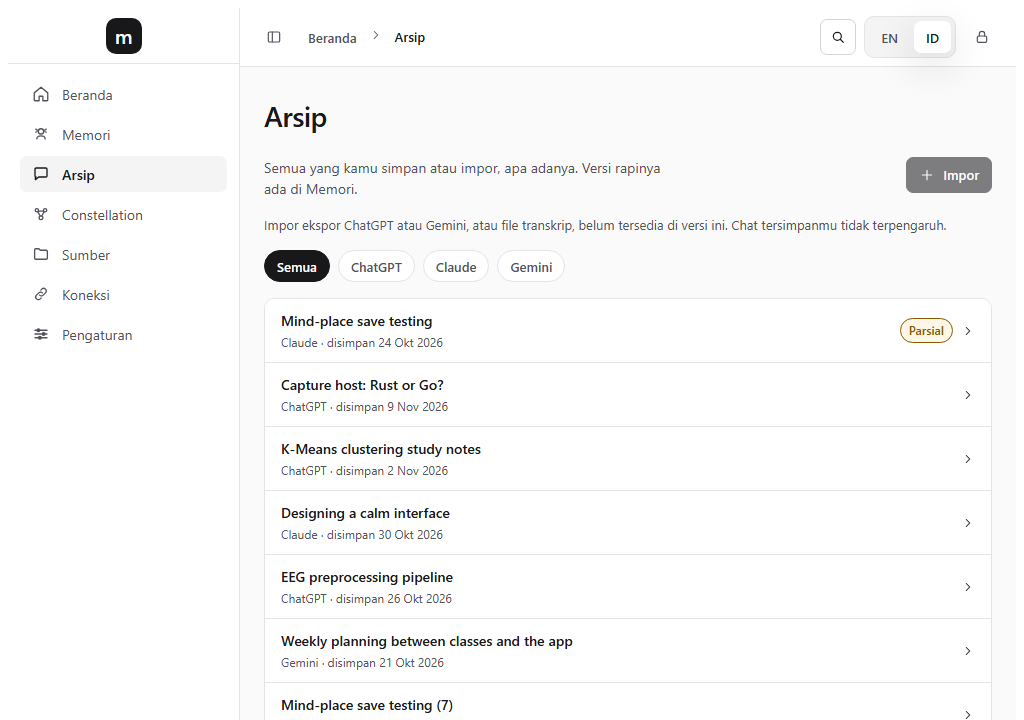 m
Beranda
Memori
Arsip
Constellation
Sumber
Koneksi
Pengaturan
Beranda > Arsip
EN ID
Arsip
Semua yang kamu simpan atau impor, apa adanya. Versi rapinya
ada di Memori.
+ Impor
Impor ekspor ChatGPT atau Gemini, atau file transkrip, belum tersedia di versi ini. Chat tersimpanmu tidak terpengaruh.
Semua ChatGPT Claude Gemini
Mind-place save testing
Claude · disimpan 24 Okt 2026
Parsial
Capture host: Rust or Go?
ChatGPT · disimpan 9 Nov 2026
K-Means clustering study notes
ChatGPT · disimpan 2 Nov 2026
Designing a calm interface
Claude · disimpan 30 Okt 2026
EEG preprocessing pipeline
ChatGPT · disimpan 26 Okt 2026
Weekly planning between classes and the app
Gemini · disimpan 21 Okt 2026
Mind-place save testing (7)